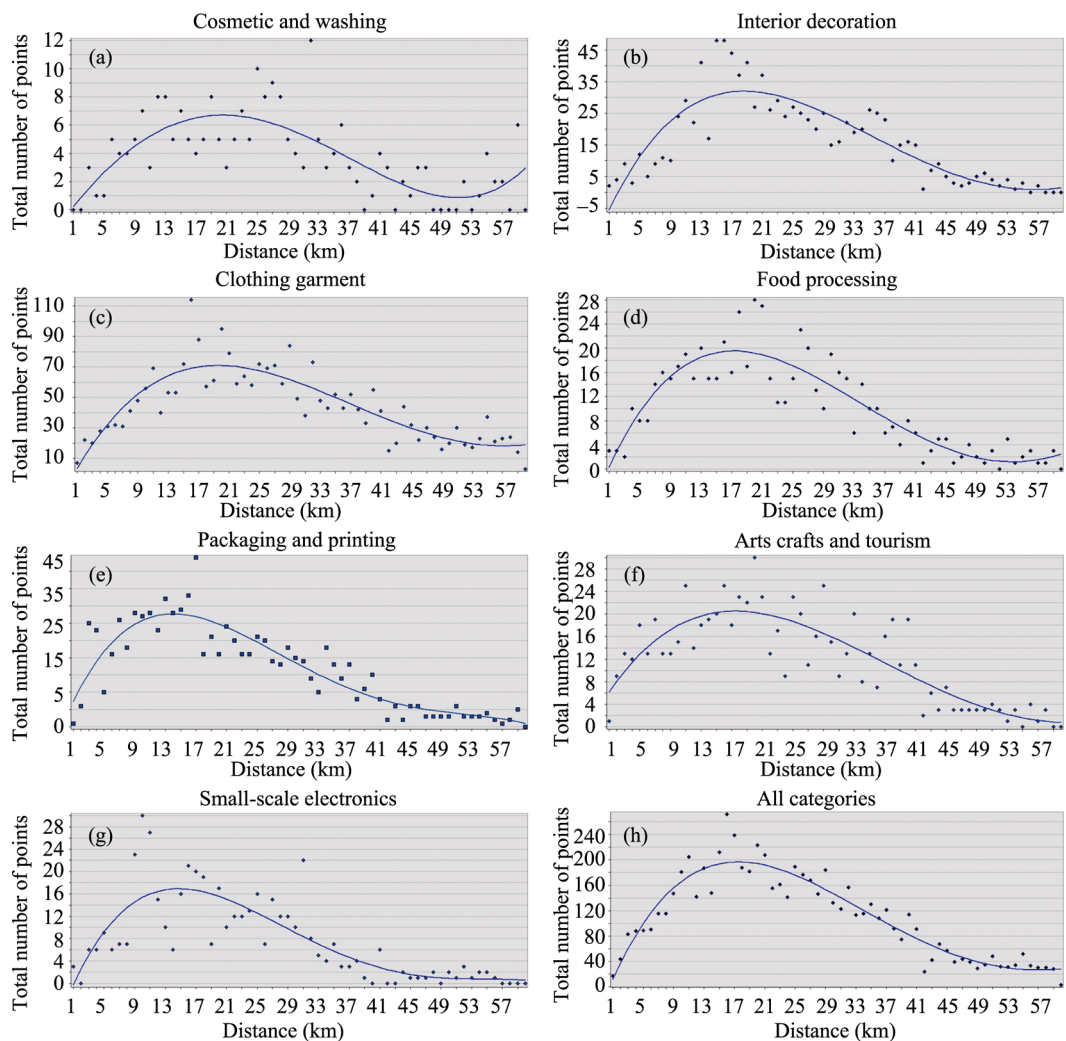 Cosmetic and washing
(a)
Total number of points
12
10
8
6
4
2
0
1 5 9 13 17 21 25 29 33 37 41 45 49 53 57
Distance (km)
Interior decoration
(b)
Total number of points
45
35
25
15
5
−5
1 5 9 13 17 21 25 29 33 37 41 45 49 53 57
Distance (km)
Clothing garment
(c)
Total number of points
110
90
70
50
30
10
1 5 9 13 17 21 25 29 33 37 41 45 49 53 57
Distance (km)
Food processing
(d)
Total number of points
28
24
20
16
12
8
4
0
1 5 9 13 17 21 25 29 33 37 41 45 49 53 57
Distance (km)
Packaging and printing
(e)
Total number of points
45
35
25
15
5
0
1 5 9 13 17 21 25 29 33 37 41 45 49 53 57
Distance (km)
Arts crafts and tourism
(f)
Total number of points
28
24
20
16
12
8
4
0
1 5 9 13 17 21 25 29 33 37 41 45 49 53 57
Distance (km)
Small-scale electronics
(g)
Total number of points
28
24
20
16
12
8
4
0
1 5 9 13 17 21 25 29 33 37 41 45 49 53 57
Distance (km)
All categories
(h)
Total number of points
240
200
160
120
80
40
0
1 5 9 13 17 21 25 29 33 37 41 45 49 53 57
Distance (km)